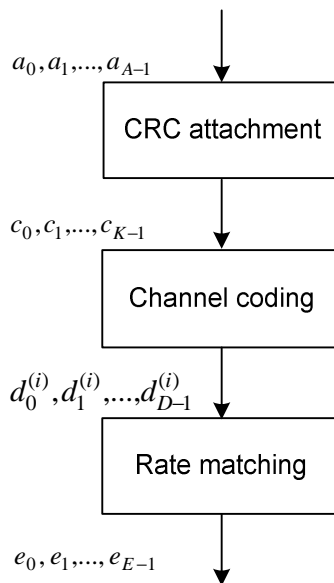 a_0, a_1, ..., a_{A-1}
CRC attachment
c_0, c_1, ..., c_{K-1}
Channel coding
d_0^{(i)}, d_1^{(i)}, ..., d_{D-1}^{(i)}
Rate matching
e_0, e_1, ..., e_{E-1}